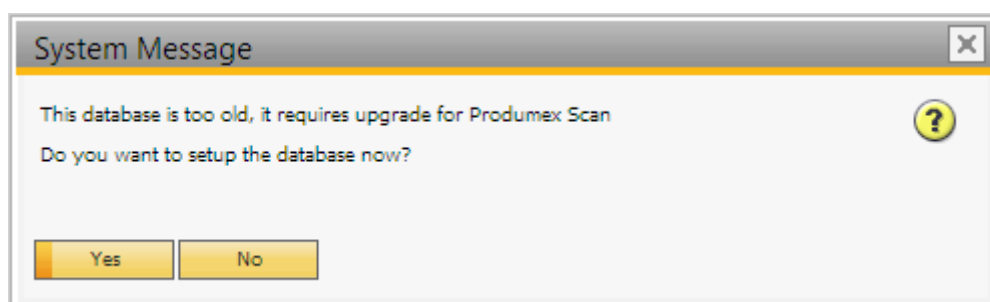 System Message
This database is too old, it requires upgrade for Produmex Scan
Do you want to setup the database now?
Yes No